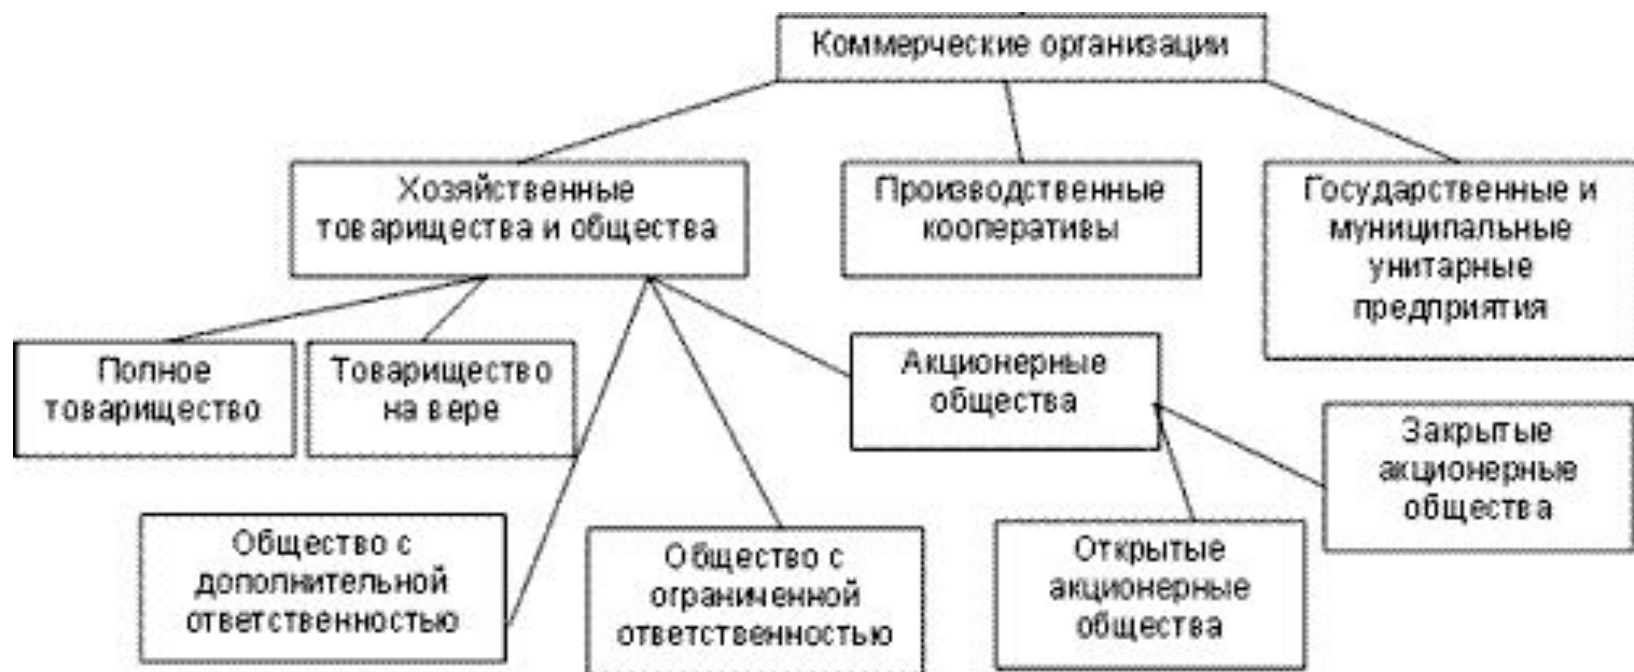 Коммерческие организации
Хозяйственные
товарищества и общества
Производственные
кооперативы
Государственные и
муниципальные
унитарные
предприятия
Полное
товарищество
Товарищество
на вере
Акционерные
общества
Закрытые
акционерные
общества
Общество с
дополнительной
ответственностью
Общество с
ограниченной
ответственностью
Открытые
акционерные
общества